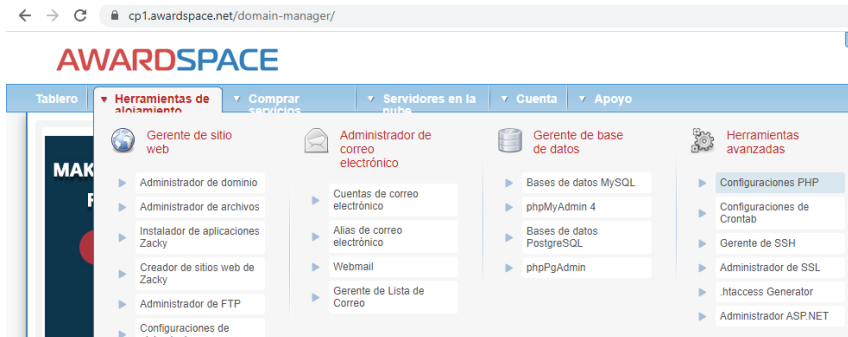 cp1.awardspace.net/domain-manager/
AWARDSPACE
Tablero
Herramientas de
alojamiento
Comprar
servicios
Servidores en la
nube
Cuenta
Apoyo
MAK
F
Gerente de sitio
web
Administrador de dominio
Administrador de archivos
Instalador de aplicaciones
Zacky
Creador de sitios web de
Zacky
Administrador de FTP
Configuraciones de
Administrador de
correo
electrónico
Cuentas de correo
electrónico
Alias de correo
electrónico
Webmail
Gerente de Lista de
Correo
Gerente de base
de datos
Bases de datos MySQL
phpMyAdmin 4
Bases de datos
PostgreSQL
phpPgAdmin
Herramientas
avanzadas
Configuraciones PHP
Configuraciones de
Crontab
Gerente de SSH
Administrador de SSL
.htaccess Generator
Administrador ASP.NET